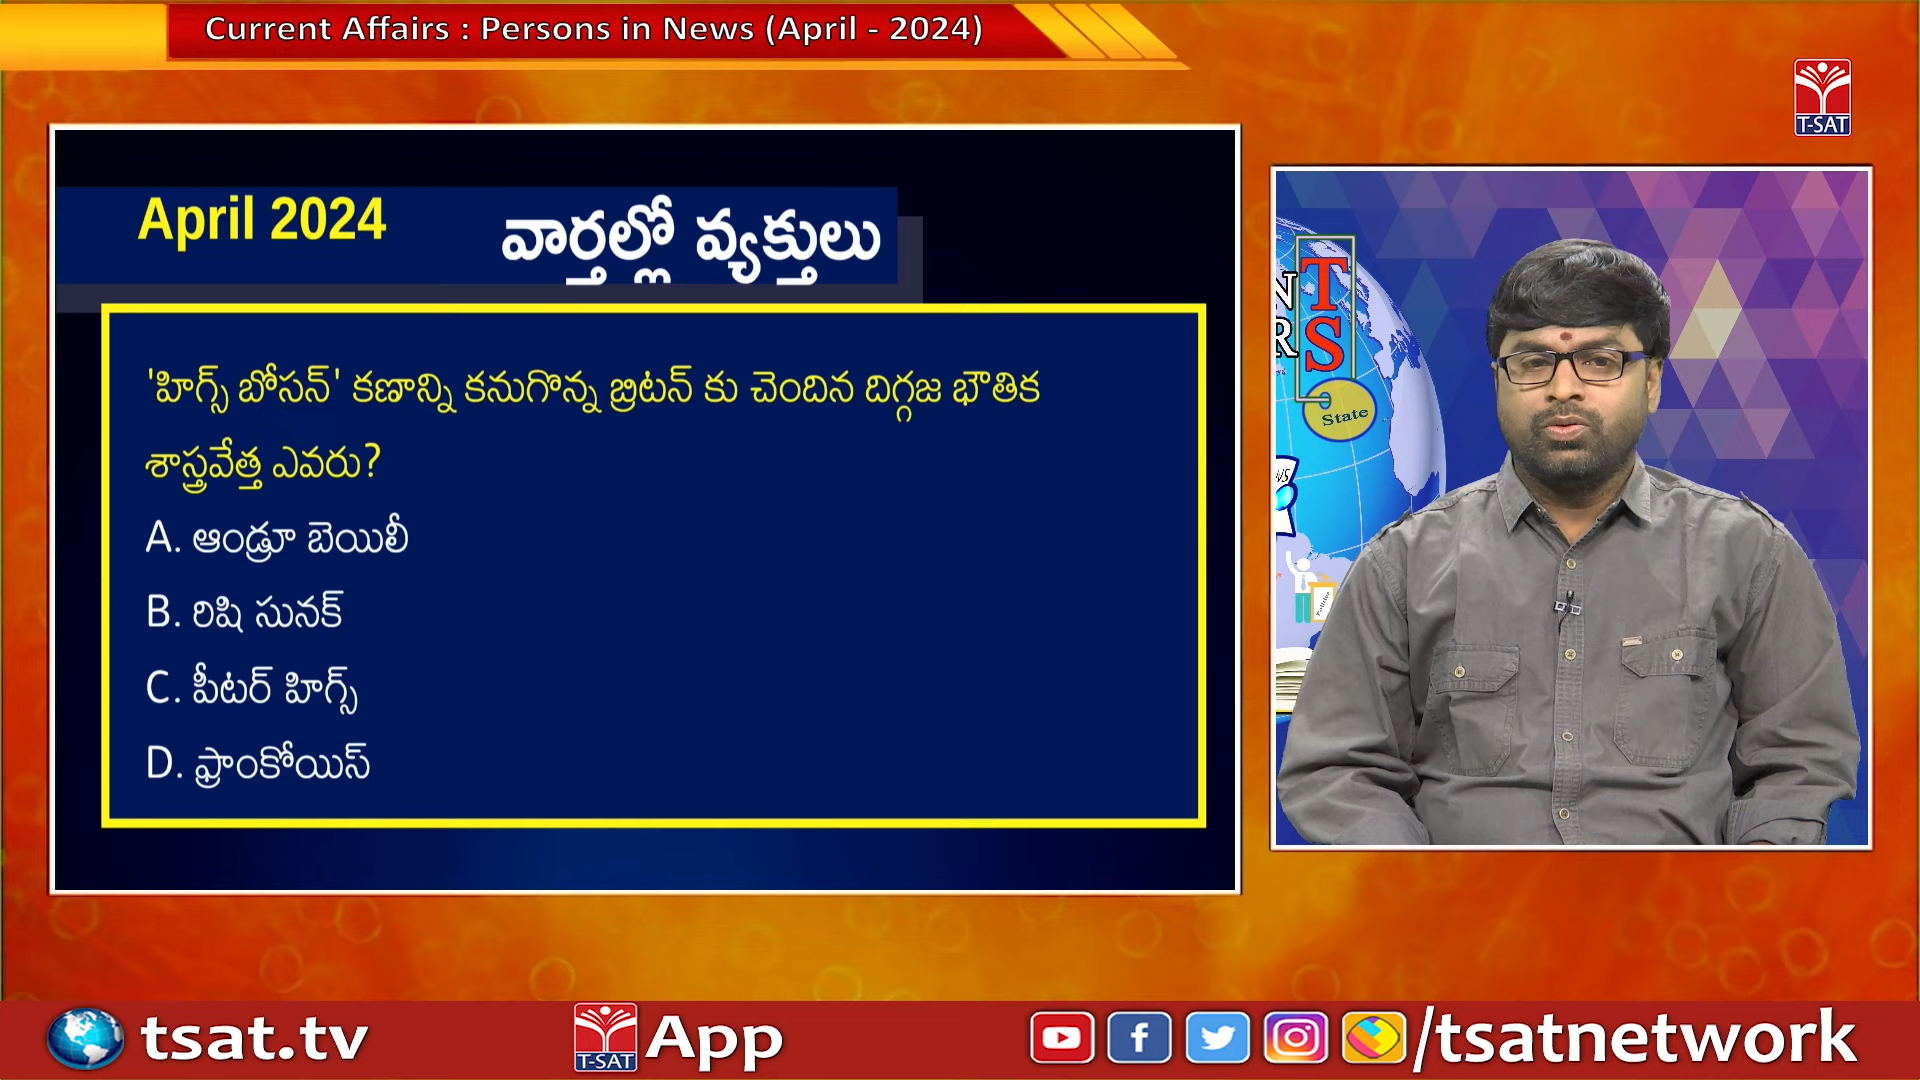 Current Affairs : Persons in News (April - 2024)
T-SAT
April 2024 వార్తల్లో వ్యక్తులు
'హిగ్స్ బోసన్' కణాన్ని కనుగొన్న బ్రిటన్ కు చెందిన దిగ్గజ భౌతిక
శాస్త్రవేత్త ఎవరు?
A. ఆండ్రూ బెయిలీ
B. రిషి సునక్
C. పీటర్ హిగ్స్
D. ఫ్రాంకోయిస్
TS
State
tsat.tv
T-SAT App
/tsatnetwork